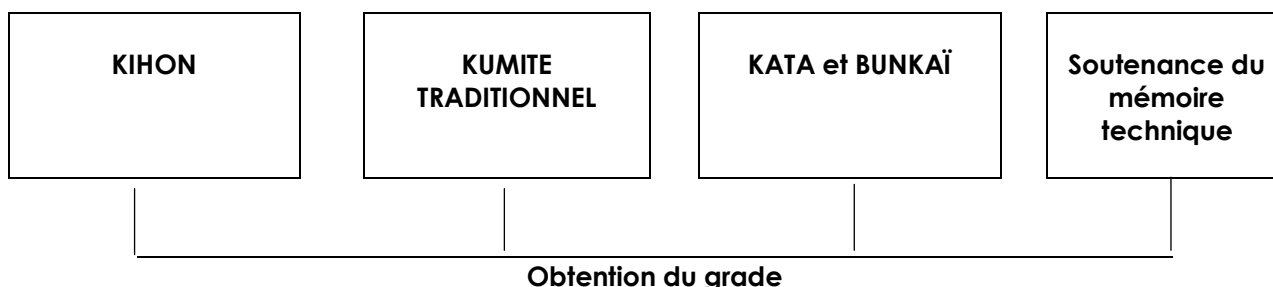 KIHON
KUMITE
TRADITIONNEL
KATA et BUNKAÏ
Soutenance du
mémoire
technique
Obtention du grade